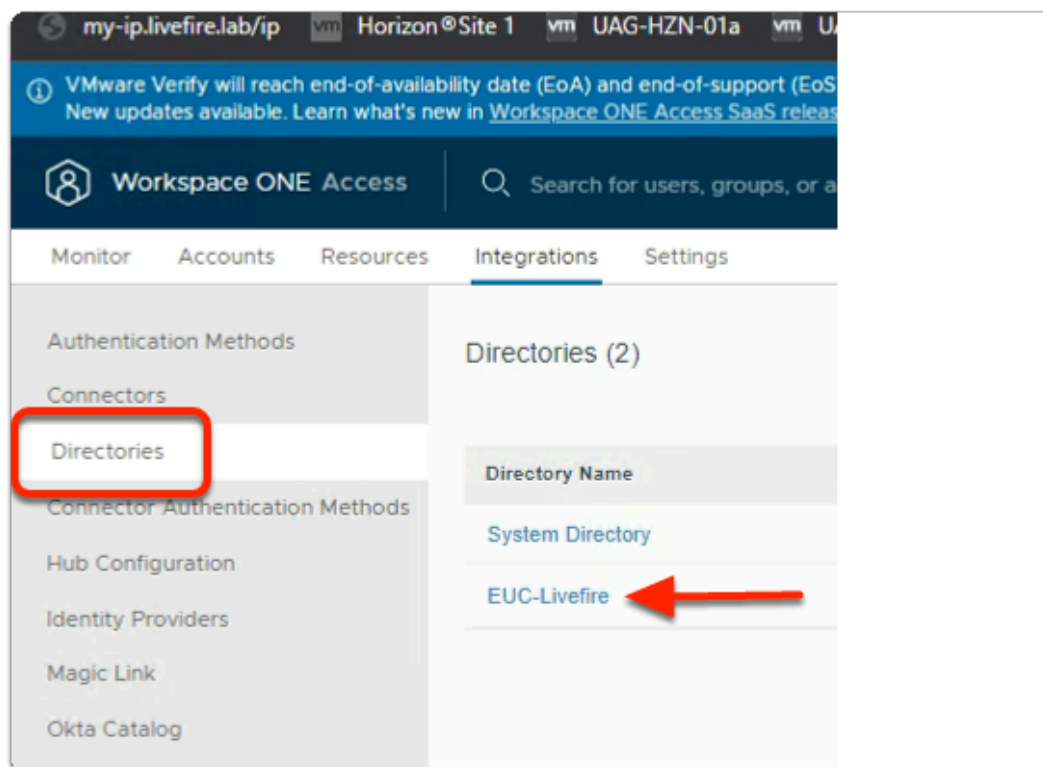 my-ip.livefire.lab/ip vm Horizon® Site 1 vm UAG-HZN-01a vm
VMware Verify will reach end-of-availability date (EoA) and end-of-support (EoS
New updates available. Learn what's new in Workspace ONE Access SaaS releas
Workspace ONE Access Search for users, groups, or a
Monitor Accounts Resources Integrations Settings
Authentication Methods
Connectors
Directories
Connector Authentication Methods
Hub Configuration
Identity Providers
Magic Link
Okta Catalog
Directories (2)
Directory Name
System Directory
EUC-Livefire